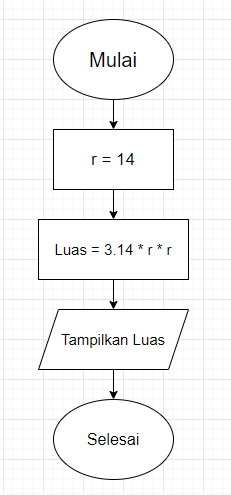 Mulai
r = 14
Luas = 3.14 * r * r
Tampilkan Luas
Selesai